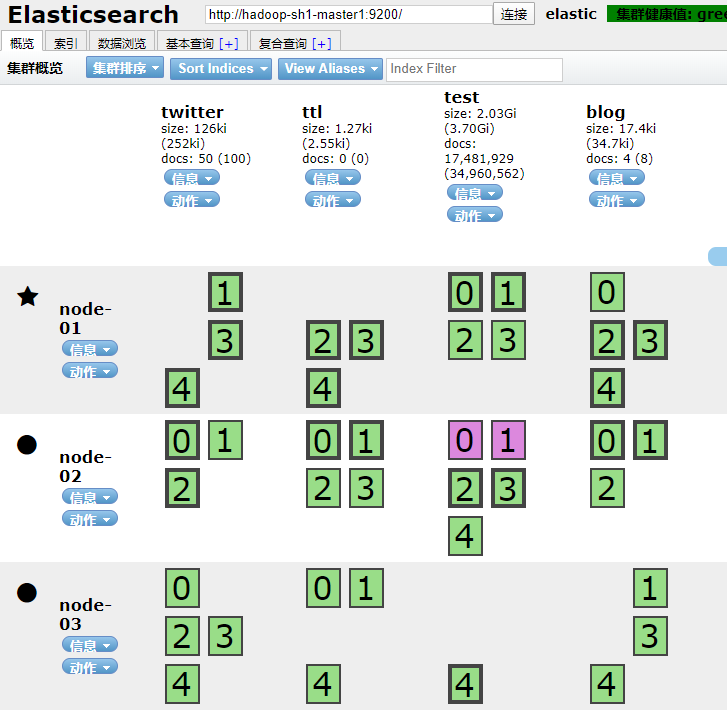 Elasticsearch http://hadoop-sh1-master1:9200/ 连接 elastic 集群健康值: gree
概览 索引 数据浏览 基本查询 [+] 复合查询 [+]
集群概览 集群排序 Sort Indices View Aliases Index Filter
twitter
size: 126ki
(252ki)
docs: 50 (100)
信息
动作
ttl
size: 1.27ki
(2.55ki)
docs: 0 (0)
信息
动作
test
size: 2.03Gi
(3.70Gi)
docs:
17,481,929
(34,960,562)
信息
动作
blog
size: 17.4ki
(34.7ki)
docs: 4 (8)
信息
动作
node-
01
信息
动作
1 0 1 0
3 2 3 2 3 2 3
4 4 4
node-
02
信息
动作
0 1 0 1 0 1 0 1
2 2 3 2 3 2
4
node-
03
信息
动作
0 0 1 1
2 3 3
4 4 4 4